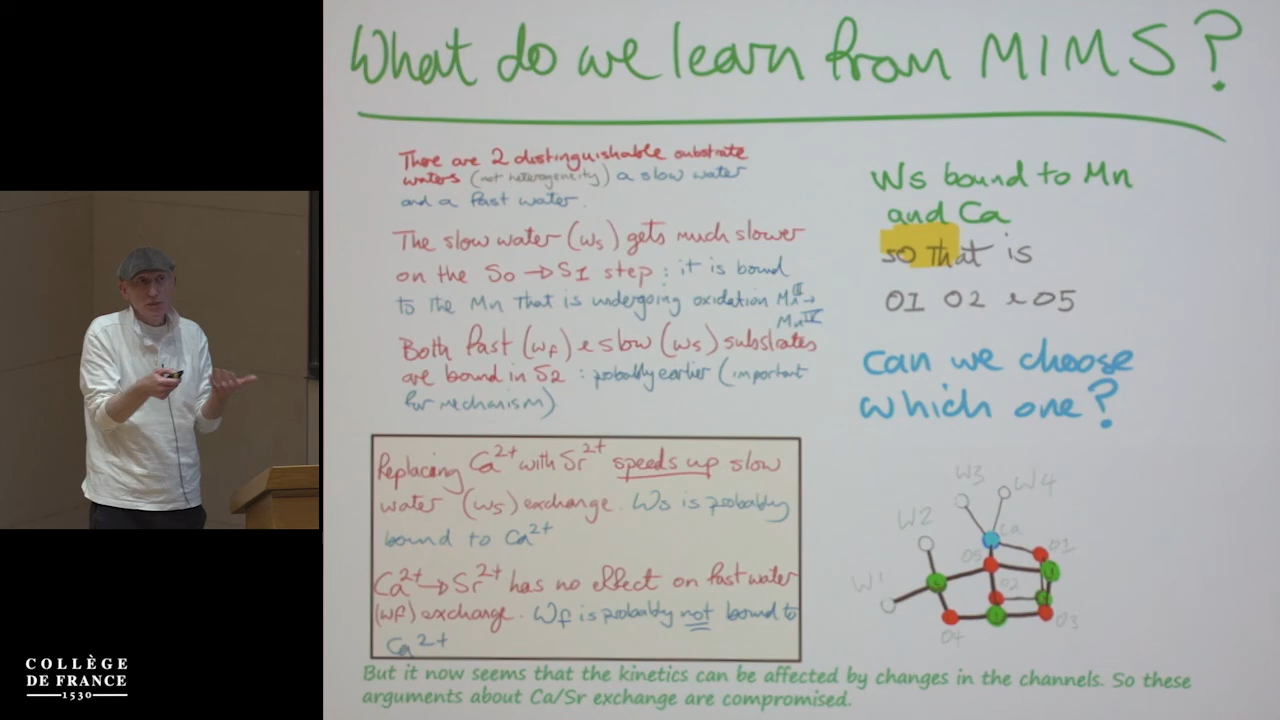 What do we learn from MIMS?
There are 2 distinguishable substrate
waters (not heterogeneity) a slow water
and a fast water.
The slow water (Ws) gets much slower
on the So → S1 step : it is bound
to the Mn that is undergoing oxidation Mn III →
Mn IV
Both fast (Wf) & slow (Ws) substrates
are bound in S2 : probably earlier (important
for mechanism)
Replacing Ca2+ with Sr2+ speeds up slow
water (Ws) exchange. Ws is probably
bound to Ca2+
Ca2+ → Sr2+ has no effect on fast water
(Wf) exchange. Wf is probably not bound to
Ca2+
Ws bound to Mn
and Ca
so that is
O1 O2 & O5
Can we choose
which one?
W3
W4
W2
Ca
O5
O1
W1
O2
O4
O3
But it now seems that the kinetics can be affected by changes in the channels. So these
arguments about Ca/Sr exchange are compromised.
COLLÈGE
DE FRANCE
1530